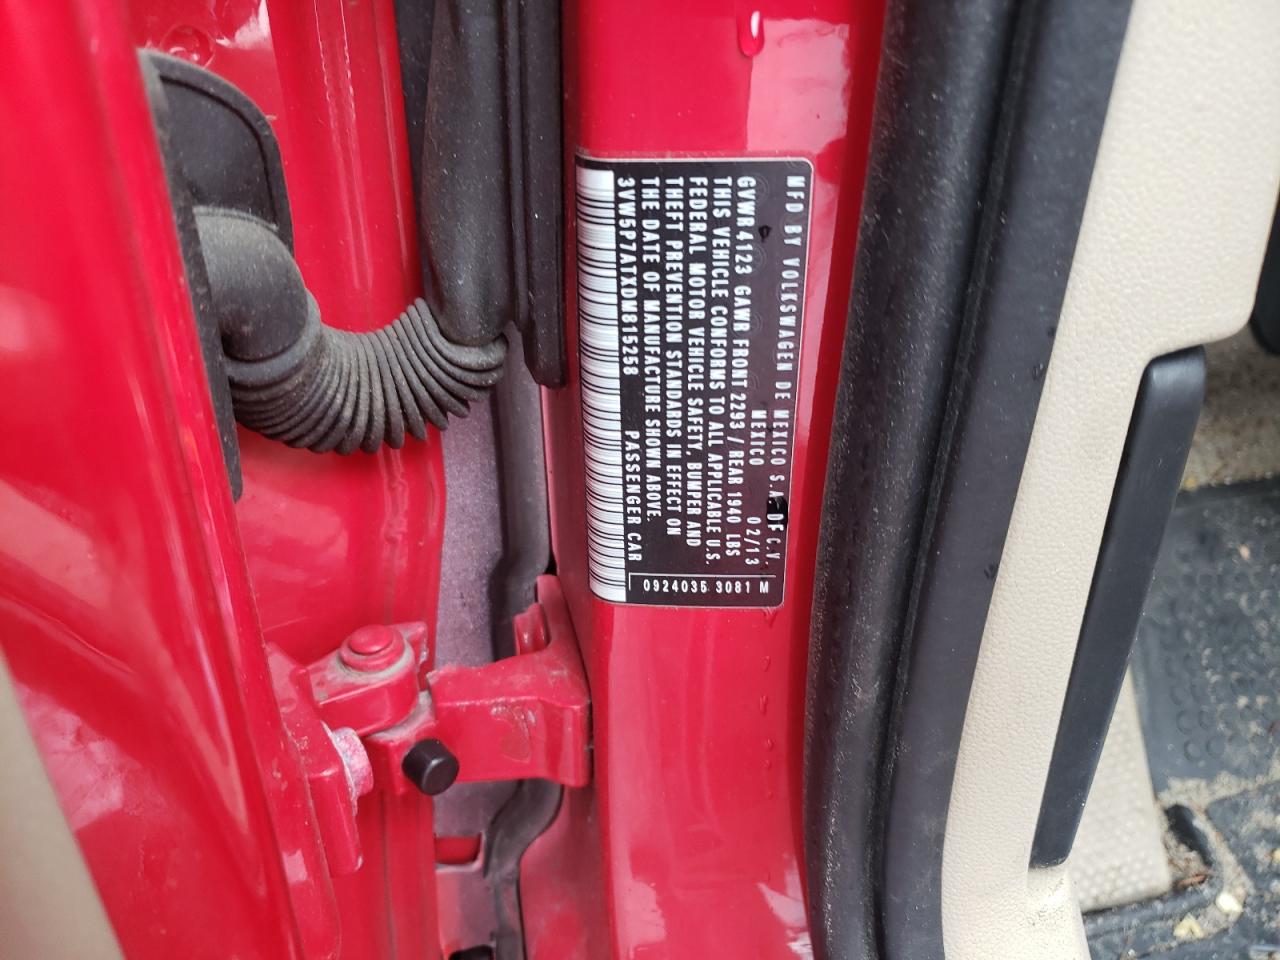 MFD BY VOLKSWAGEN DE MEXICO S.A. DE C.V.
MEXICO 02/13
GVWR 4123 GAWR FRONT 2293 / REAR 1940 LBS
THIS VEHICLE CONFORMS TO ALL APPLICABLE U.S.
FEDERAL MOTOR VEHICLE SAFETY, BUMPER AND
THEFT PREVENTION STANDARDS IN EFFECT ON
THE DATE OF MANUFACTURE SHOWN ABOVE.
3VW5P7ATXDM815258 PASSENGER CAR
0924035 3081 M